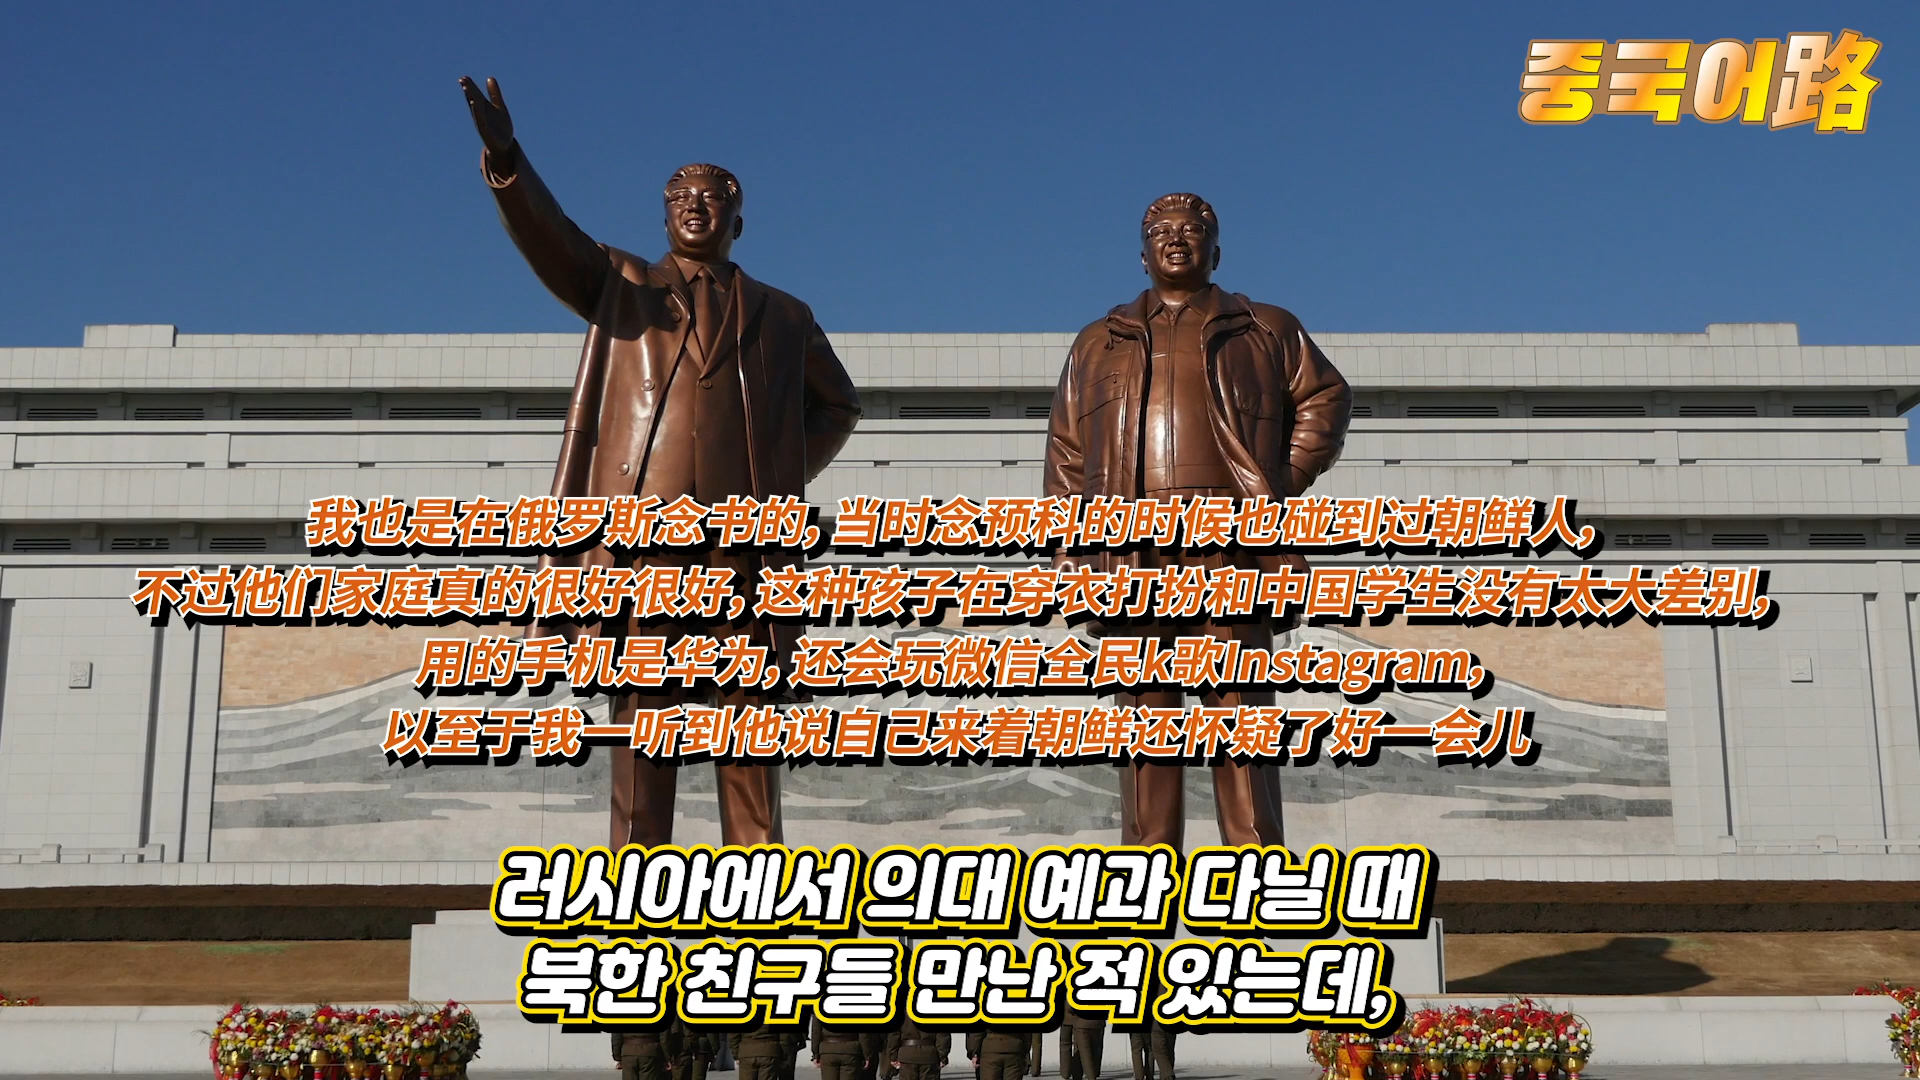 중국어路
我也是在俄罗斯念书的, 当时念预科的时候也碰到过朝鲜人,
不过他们家庭真的很好很好, 这种孩子在穿衣打扮和中国学生没有太大差别,
用的手机是华为, 还会玩微信全民k歌Instagram,
以至于我一听到他说自己来着朝鲜还怀疑了好一会儿
러시아에서 의대 예과 다닐 때
북한 친구들 만난 적 있는데,